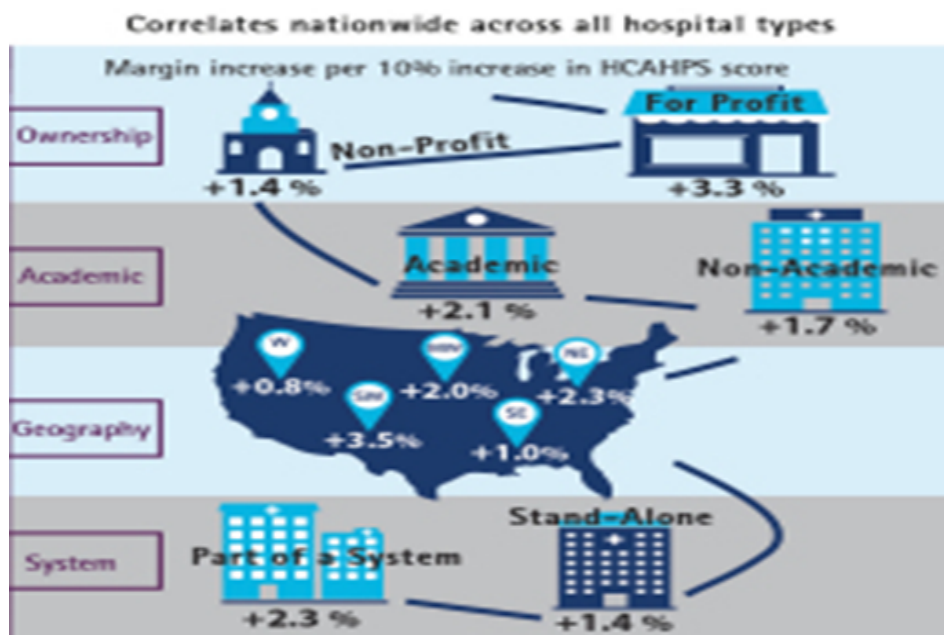 Correlates nationwide across all hospital types
Margin increase per 10% increase in HCAHPS score
Ownership
Non-Profit
+1.4 %
For Profit
+3.3 %
Academic
Academic
+2.1 %
Non-Academic
+1.7 %
Geography
W
+0.8%
MW
+2.0%
NE
+2.3%
SW
+3.5%
SE
+1.0%
System
Part of a System
+2.3 %
Stand-Alone
+1.4 %